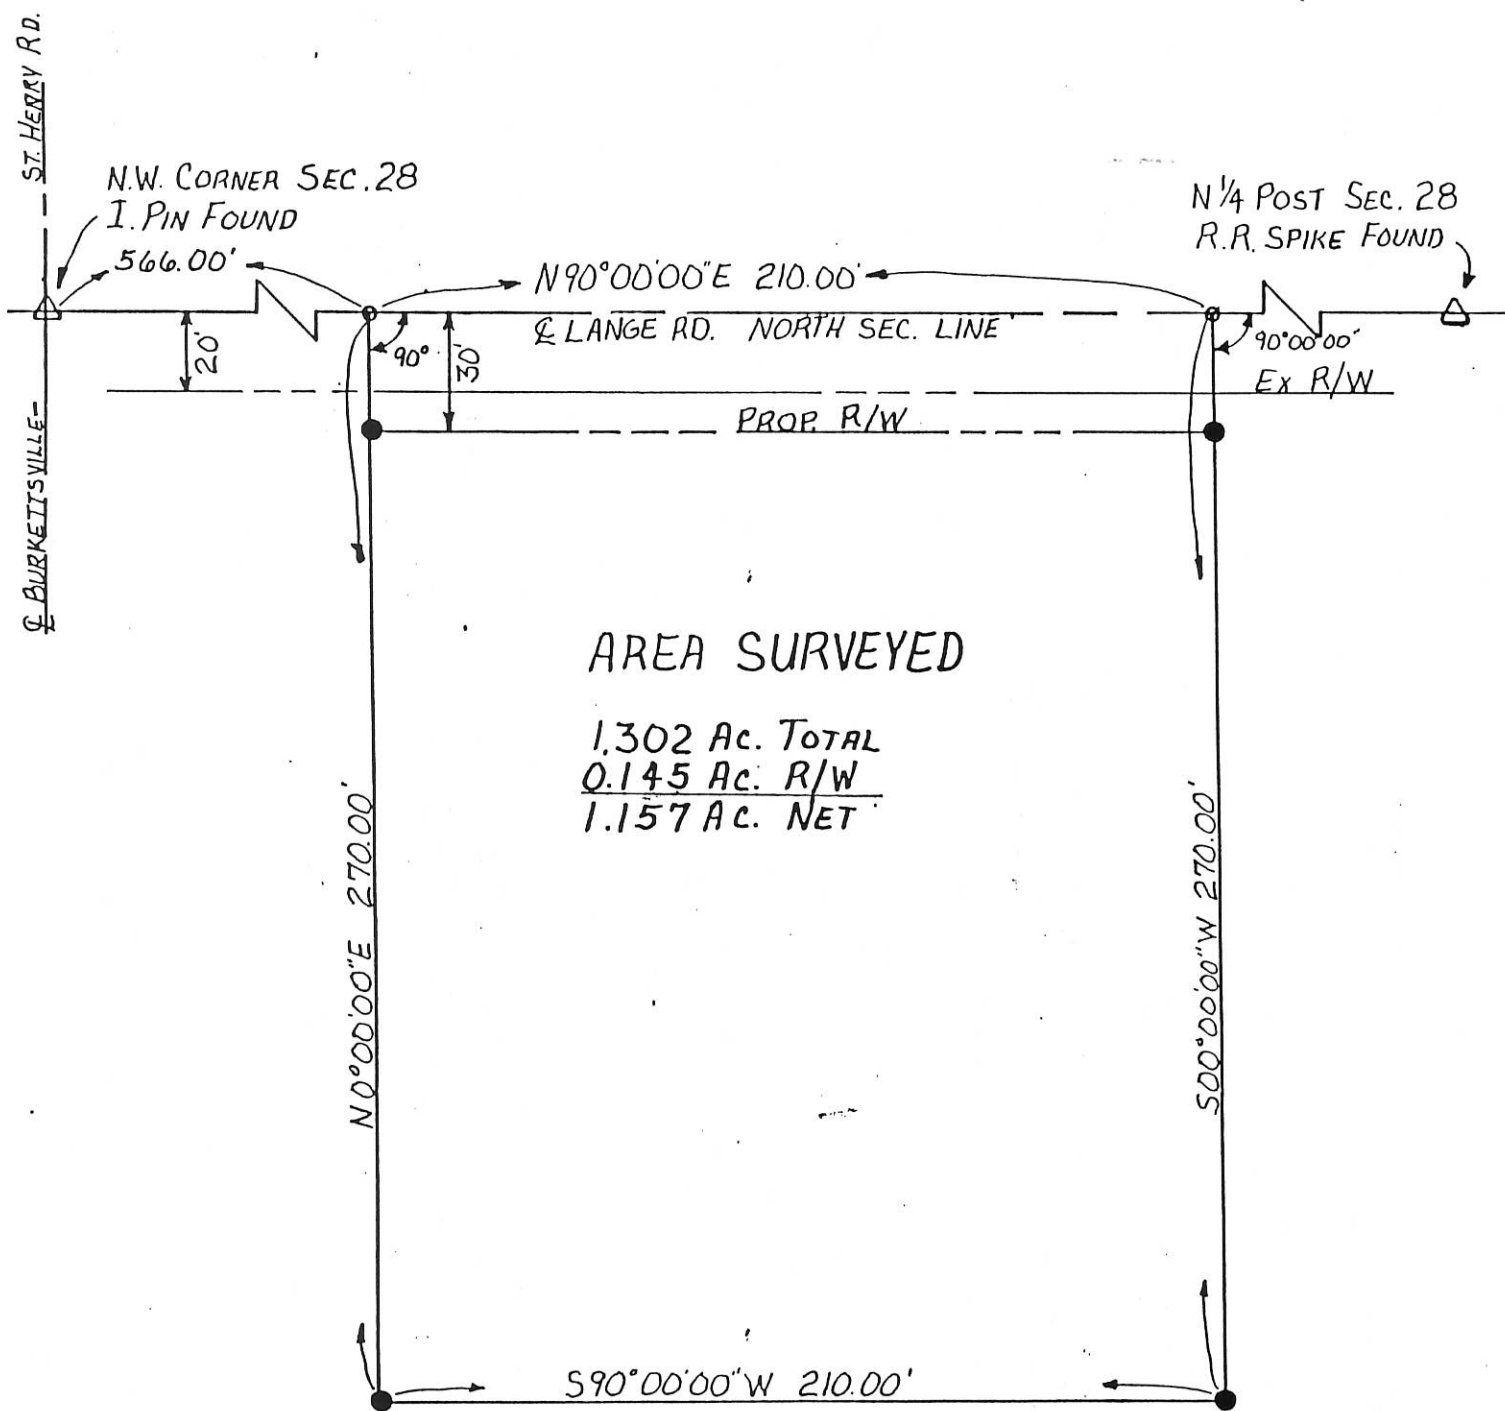 ST. HENRY RD.
N.W. CORNER SEC. 28
I. PIN FOUND
566.00'
N 1/4 POST SEC. 28
R.R. SPIKE FOUND
N90°00'00"E 210.00'
℄ LANGE RD. NORTH SEC. LINE
20'
90°
30'
90°00'00"
EX R/W
PROP. R/W
℄ BURKETTSVILLE-
AREA SURVEYED
1.302 AC. TOTAL
0.145 AC. R/W
1.157 AC. NET
N0°00'00"E 270.00'
S00°00'00"W 270.00'
S90°00'00"W 210.00'